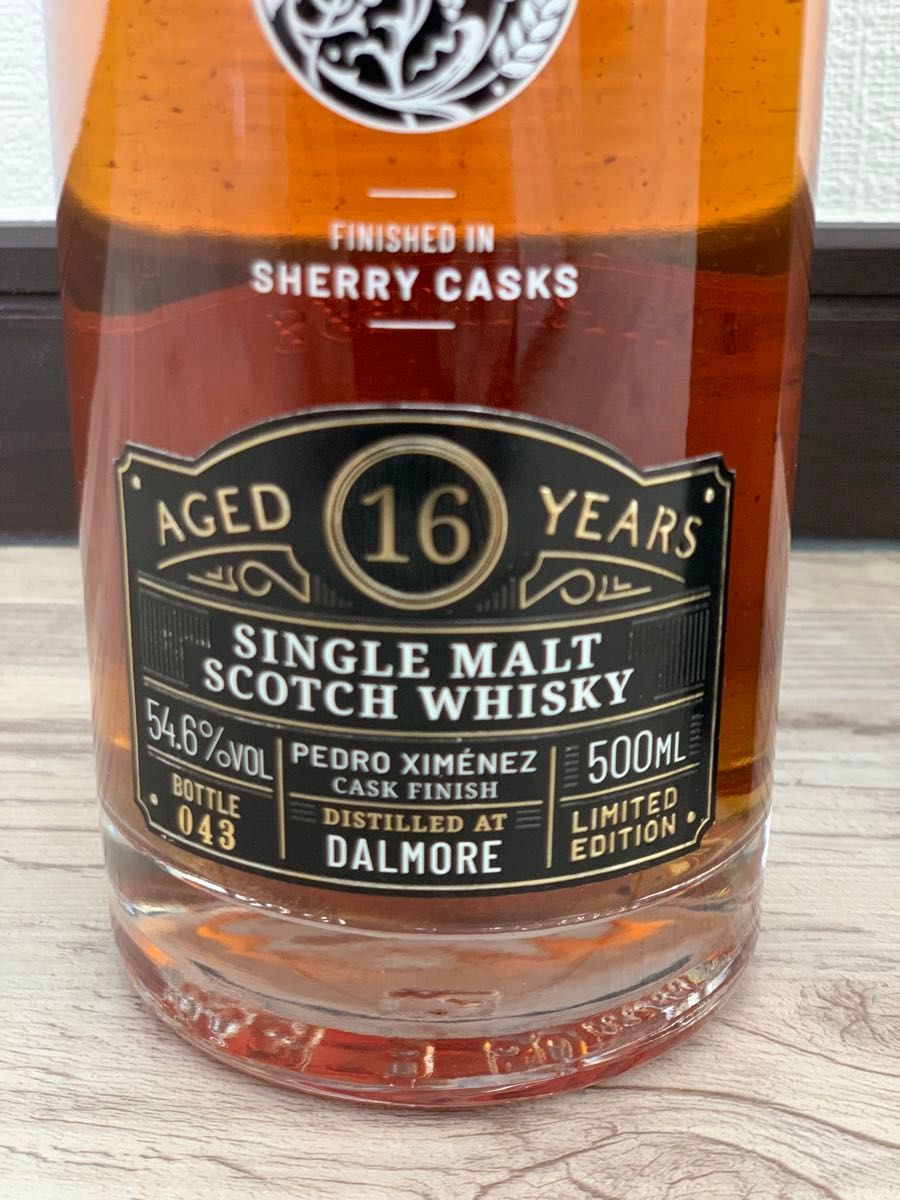 FINISHED IN
SHERRY CASKS
AGED 16 YEARS
SINGLE MALT
SCOTCH WHISKY
54.6%VOL
BOTTLE
043
PEDRO XIMÉNEZ
CASK FINISH
DISTILLED AT
DALMORE
500ML
LIMITED
EDITION